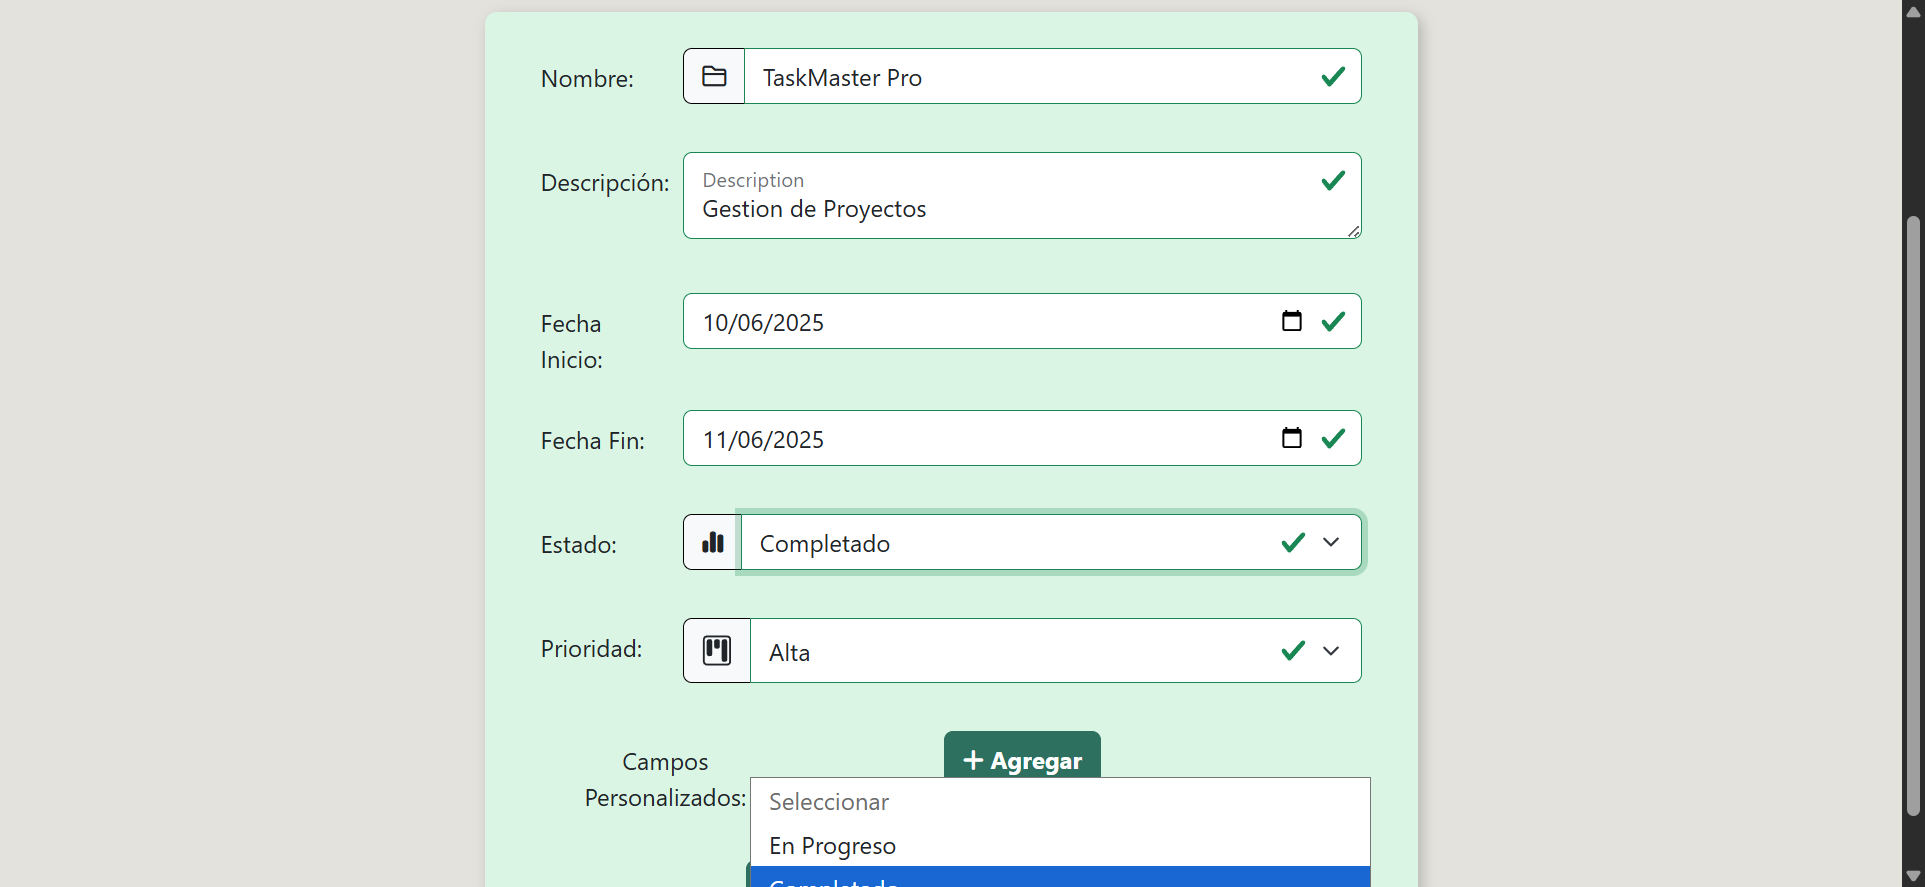 Nombre:
TaskMaster Pro
Descripción:
Description
Gestion de Proyectos
Fecha
Inicio:
10/06/2025
Fecha Fin:
11/06/2025
Estado:
Completado
Prioridad:
Alta
Campos
Personalizados:
+ Agregar
Seleccionar
En Progreso
Completado